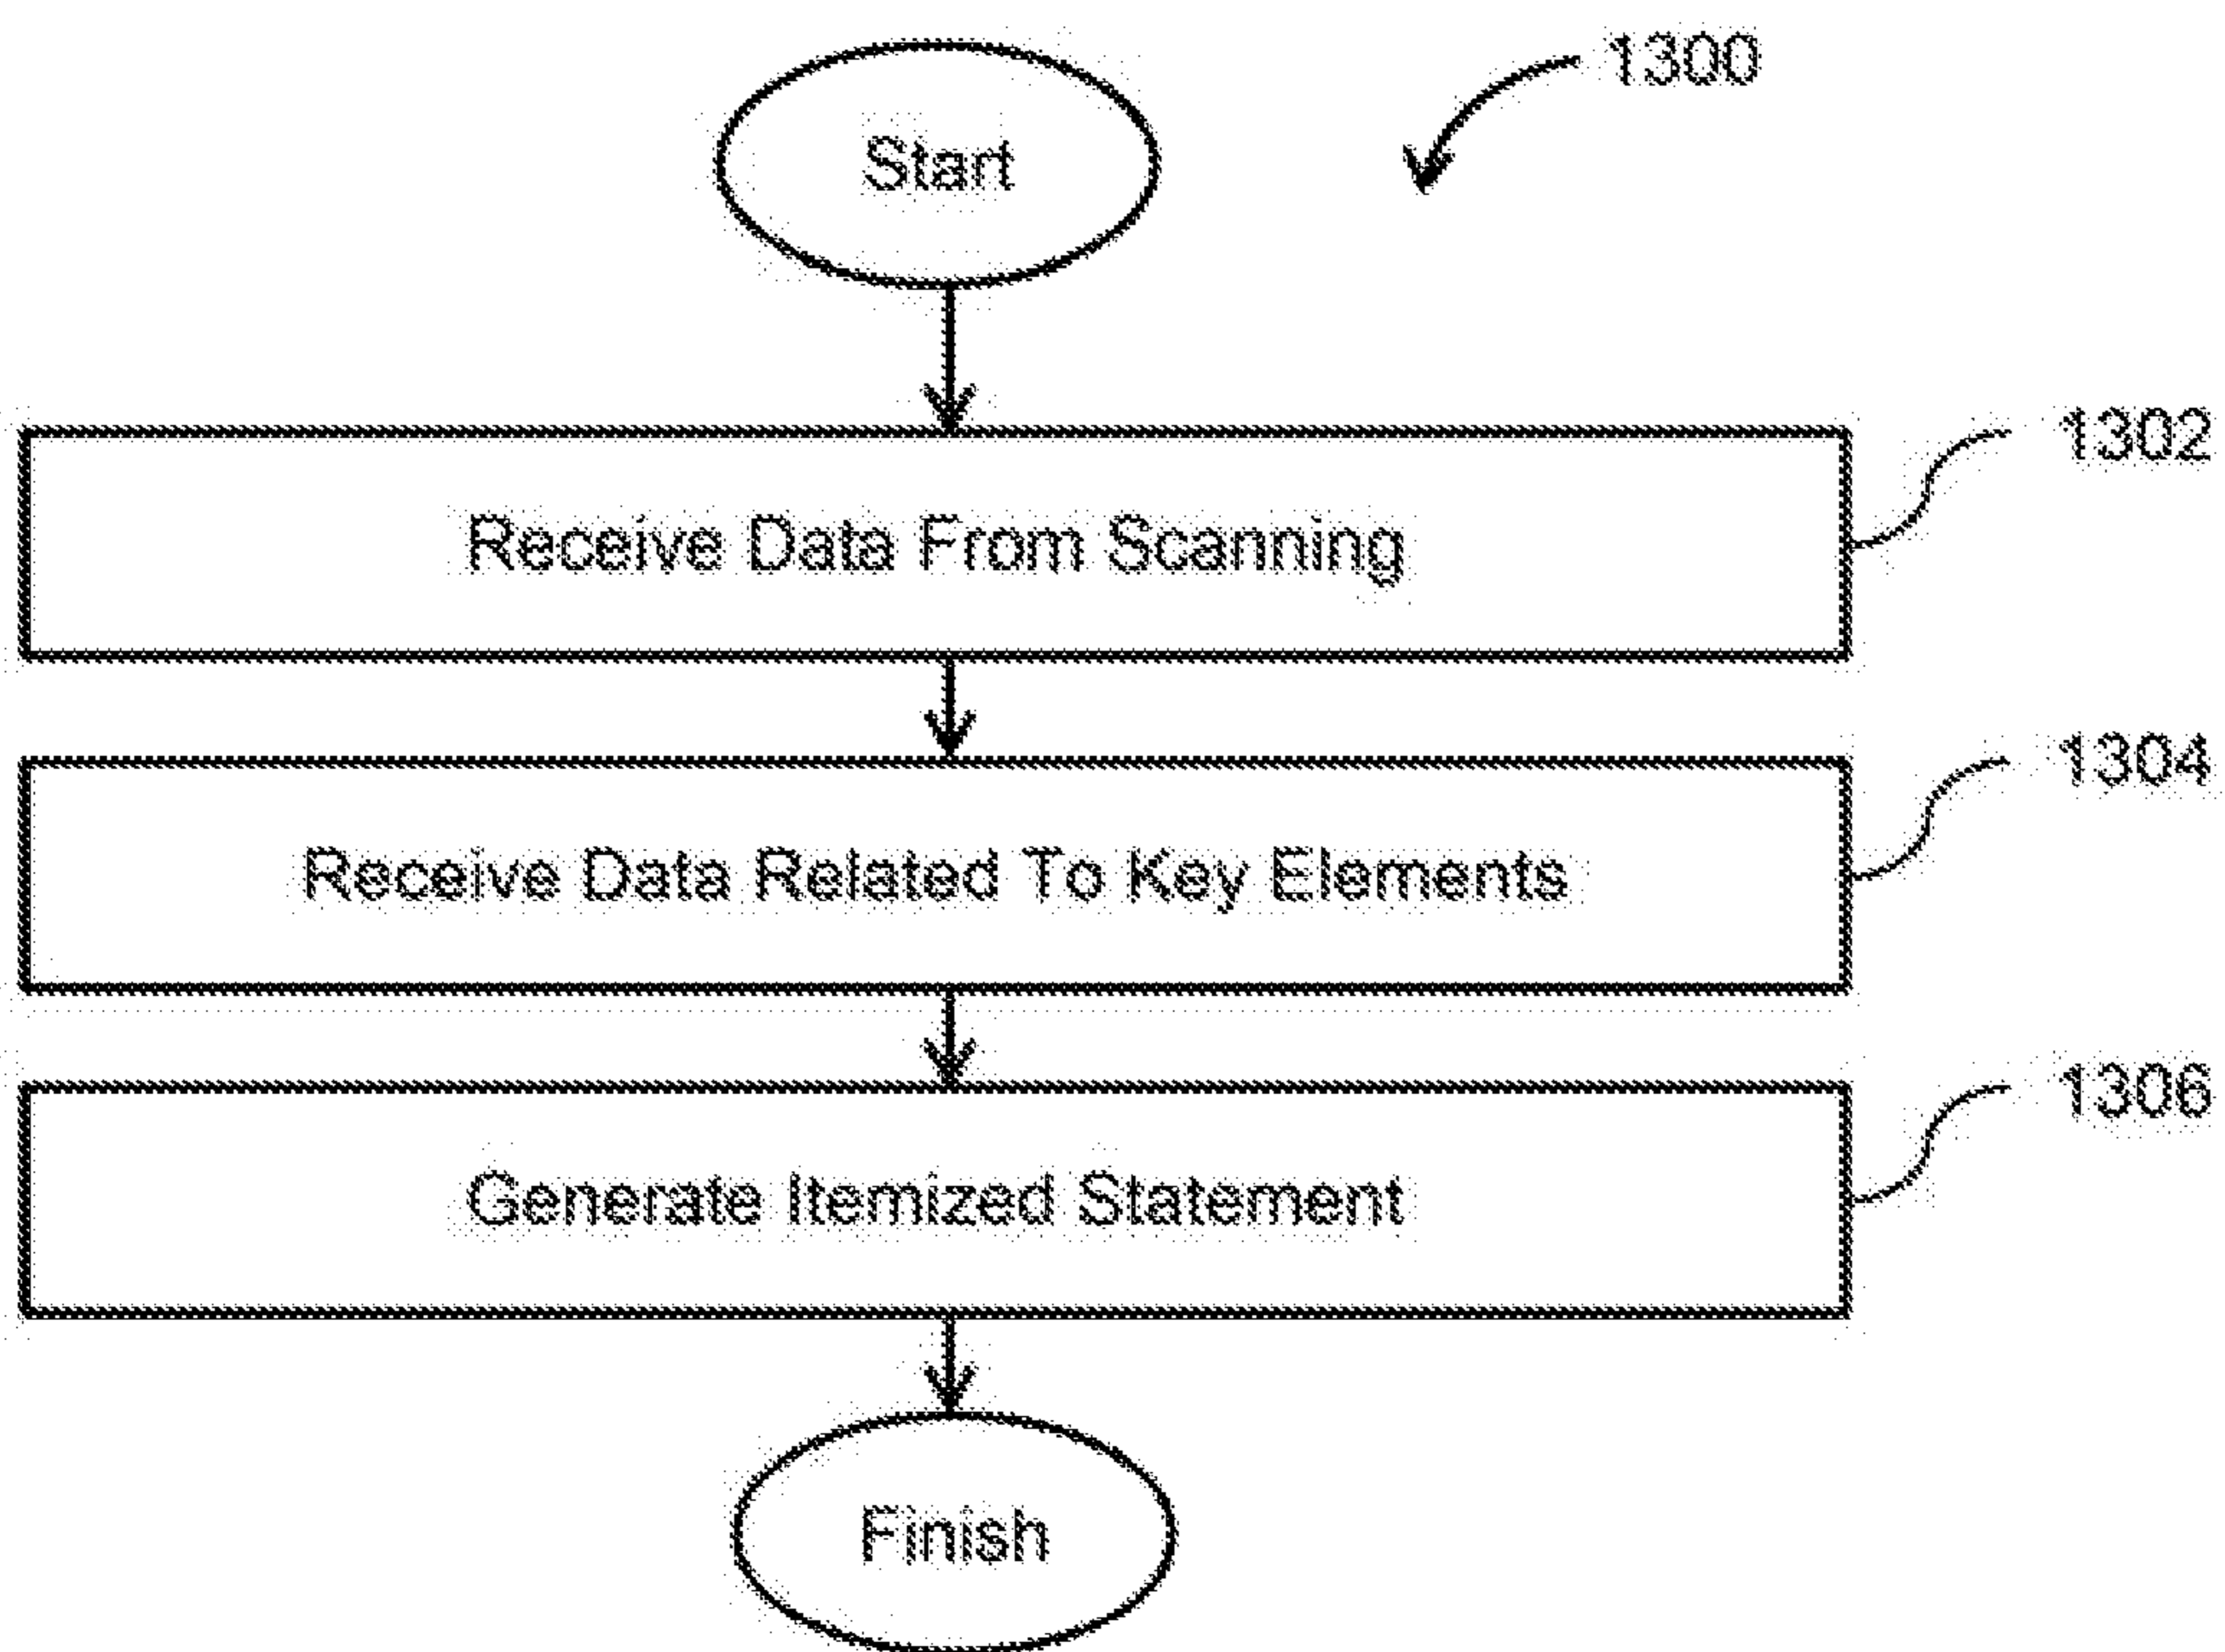 1300
Start
1302
Receive Data From Scanning
1304
Receive Data Related To Key Elements
1306
Generate Itemized Statement
Finish